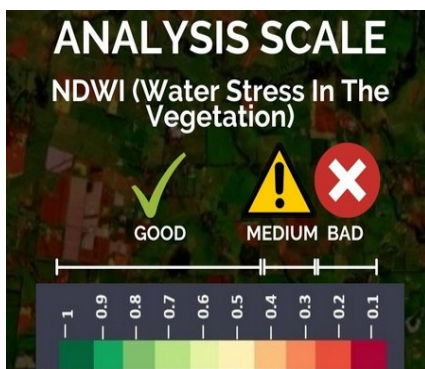 ANALYSIS SCALE
NDWI (Water Stress In The
Vegetation)
GOOD MEDIUM BAD
1 0.9 0.8 0.7 0.6 0.5 0.4 0.3 0.2 0.1